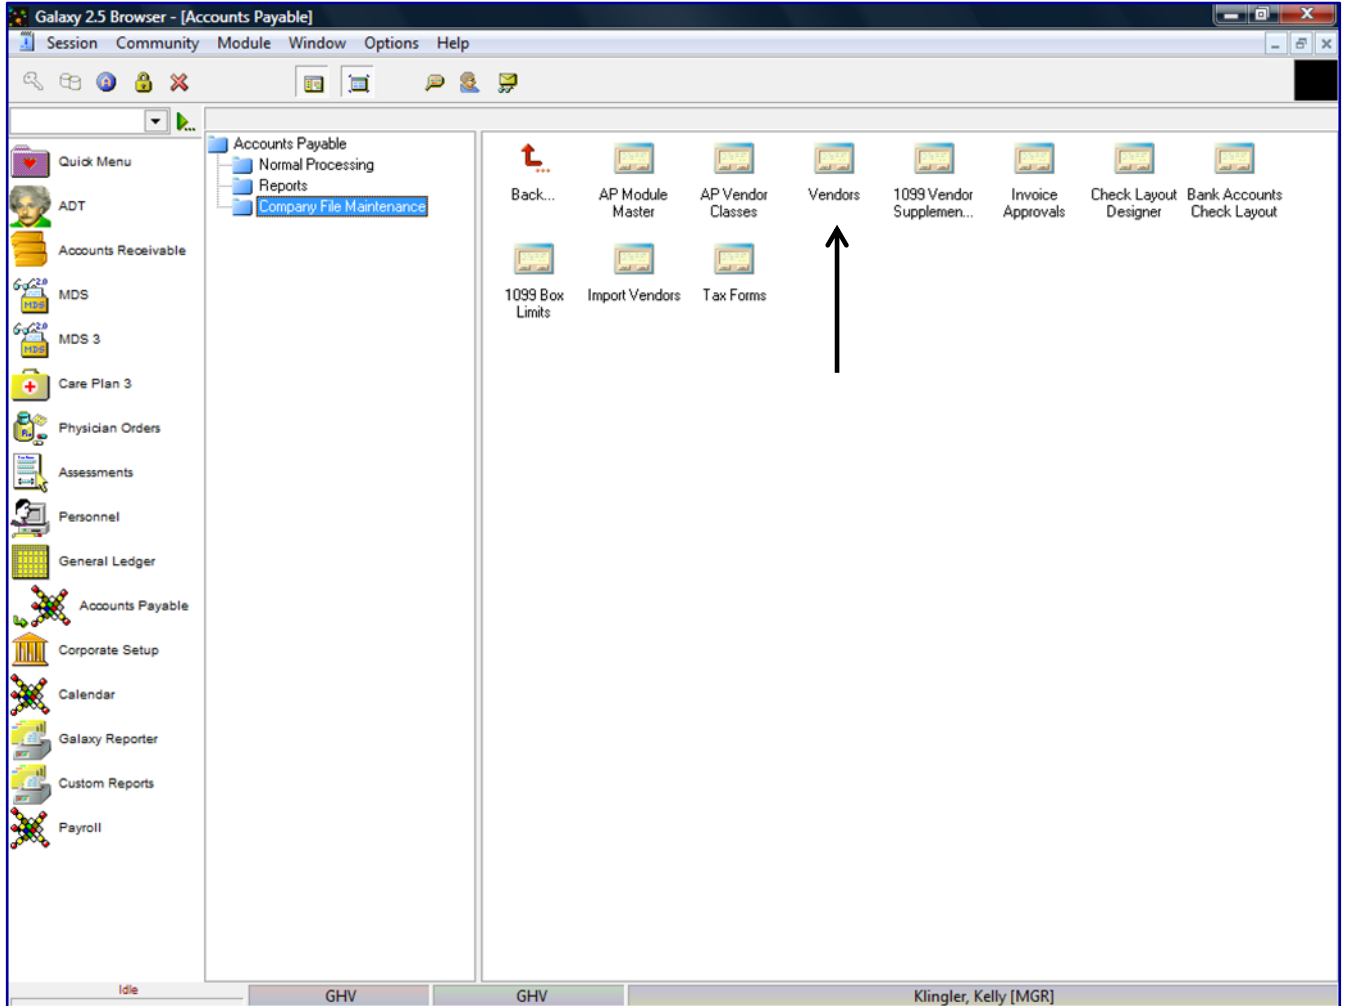 Galaxy 2.5 Browser - [Accounts Payable]
Session Community Module Window Options Help
Quick Menu
ADT
Accounts Receivable
MDS
MDS 3
Care Plan 3
Physician Orders
Assessments
Personnel
General Ledger
Accounts Payable
Corporate Setup
Calendar
Galaxy Reporter
Custom Reports
Payroll
Accounts Payable
Normal Processing
Reports
Company File Maintenance
Back...
AP Module
Master
AP Vendor
Classes
Vendors
1099 Vendor
Supplemen...
Invoice
Approvals
Check Layout
Designer
Bank Accounts
Check Layout
1099 Box
Limits
Import Vendors
Tax Forms
Idle
GHV
GHV
Klingler, Kelly [MGR]